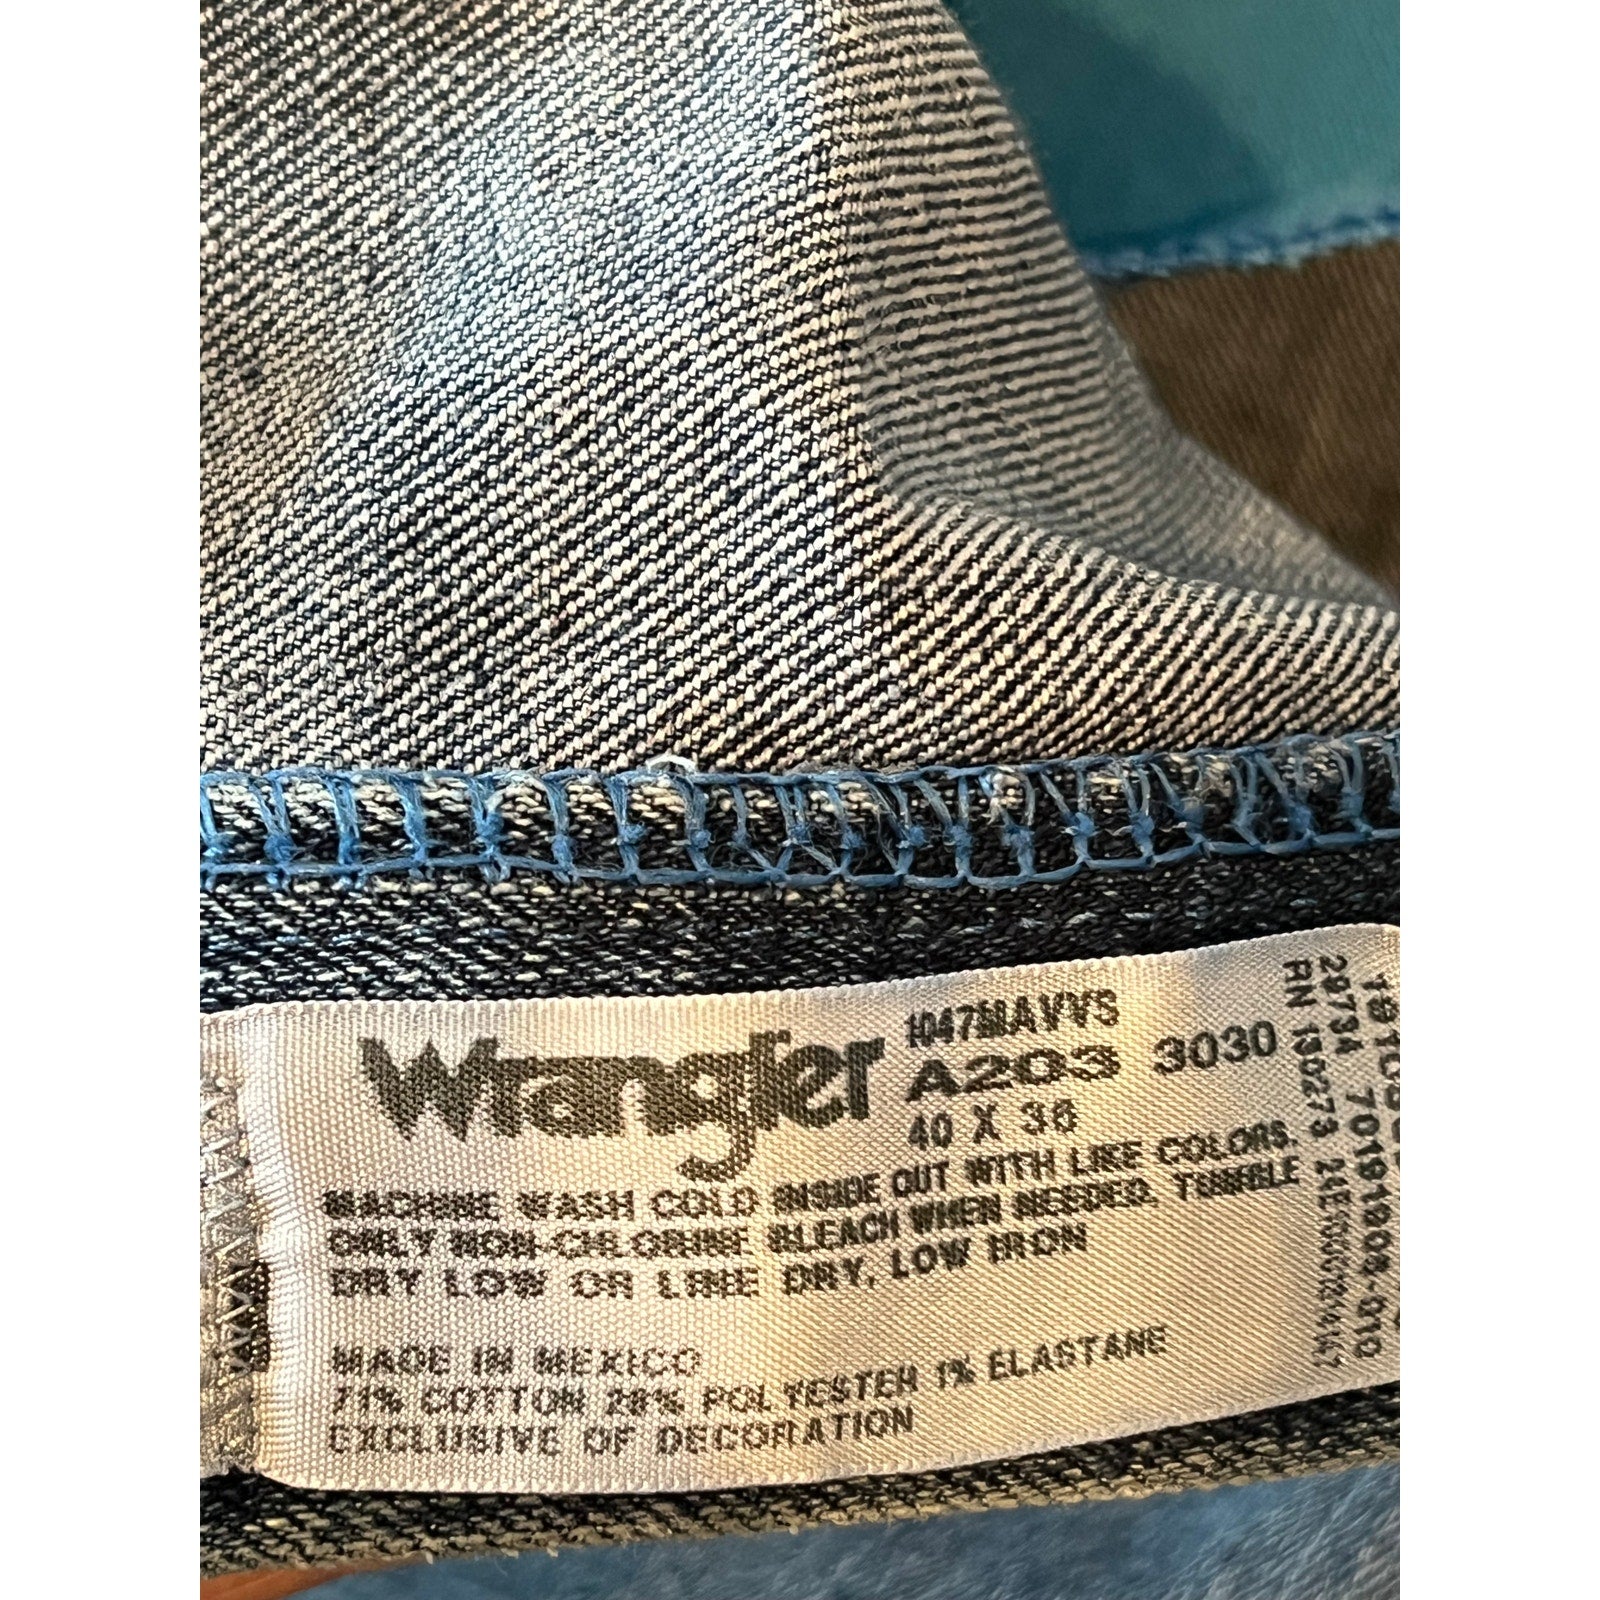 Wrangler
1047MAVVS
A203 3030
40 X 36
MACHINE WASH COLD INSIDE OUT WITH LIKE COLORS.
ONLY NON-CHLORINE BLEACH WHEN NEEDED. TUMBLE
DRY LOW OR LINE DRY, LOW IRON
MADE IN MEXICO
71% COTTON 28% POLYESTER 1% ELASTANE
EXCLUSIVE OF DECORATION
29734 70191903-010
RN 130273